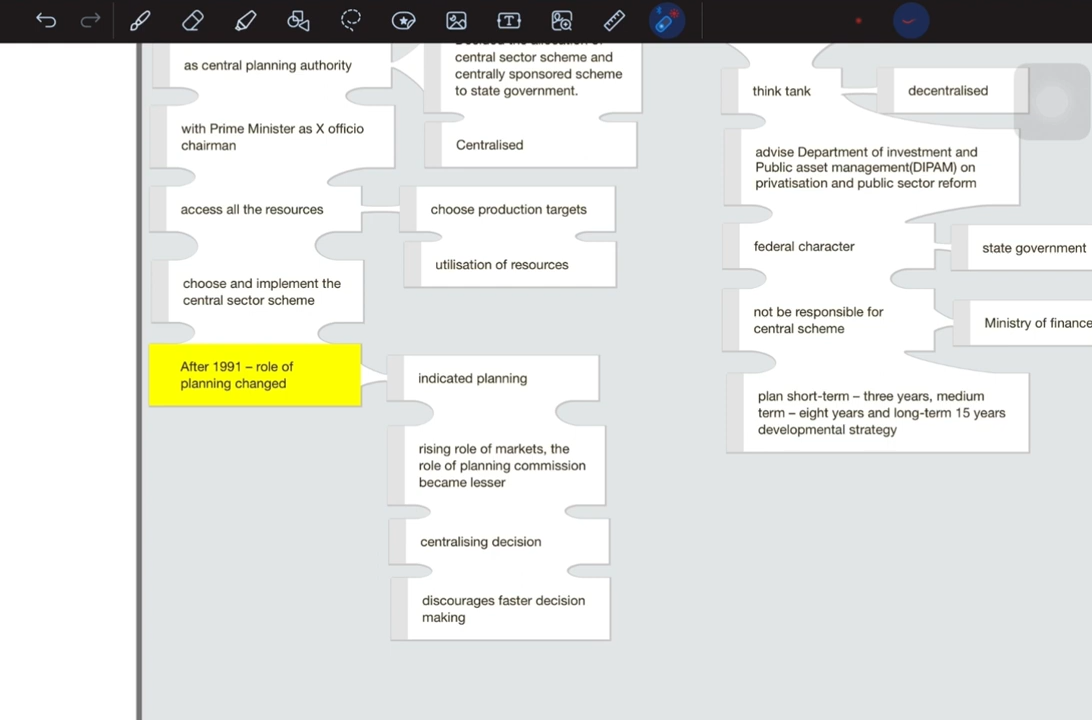 as central planning authority
with Prime Minister as X officio
chairman
access all the resources
choose and implement the
central sector scheme
After 1991 – role of
planning changed
central sector scheme and
centrally sponsored scheme
to state government.
Centralised
choose production targets
utilisation of resources
indicated planning
rising role of markets, the
role of planning commission
became lesser
centralising decision
discourages faster decision
making
think tank
decentralised
advise Department of investment and
Public asset management(DIPAM) on
privatisation and public sector reform
federal character
state government
not be responsible for
central scheme
Ministry of finance
plan short-term – three years, medium
term – eight years and long-term 15 years
developmental strategy